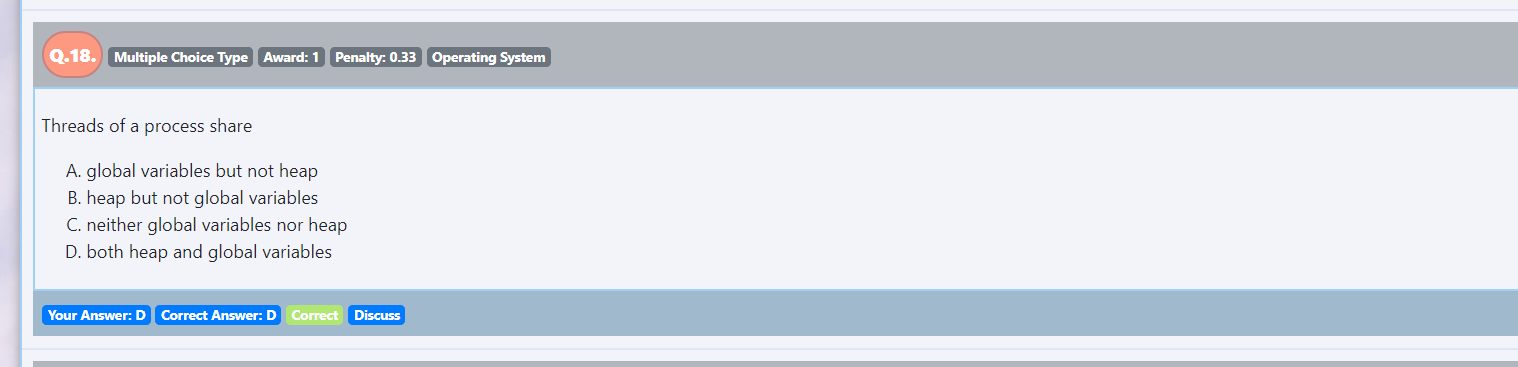 Q.18. Multiple Choice Type Award: 1 Penalty: 0.33 Operating System
Threads of a process share
A. global variables but not heap
B. heap but not global variables
C. neither global variables nor heap
D. both heap and global variables
Your Answer: D Correct Answer: D Correct Discuss